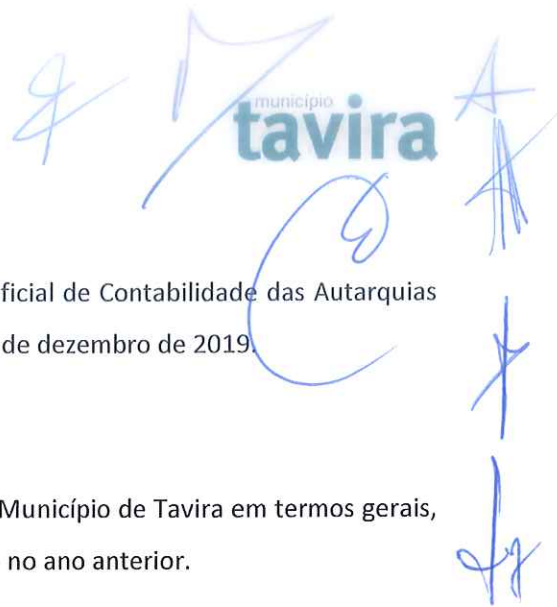 município
tavira
ficial de Contabilidade das Autarquias
de dezembro de 2019.
Município de Tavira em termos gerais,
no ano anterior.